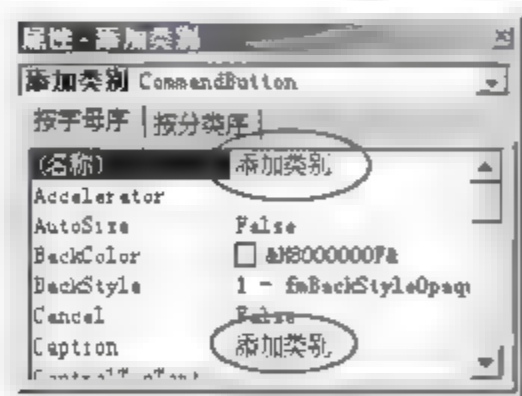 属性 - 添加类别
添加类别 CommandButton
按字母序 按分类序
(名称) 添加类别
Accelerator
AutoSize False
BackColor &H8000000F&
BackStyle 1 - fmBackStyleOpaqu
Cancel False
Caption 添加类别